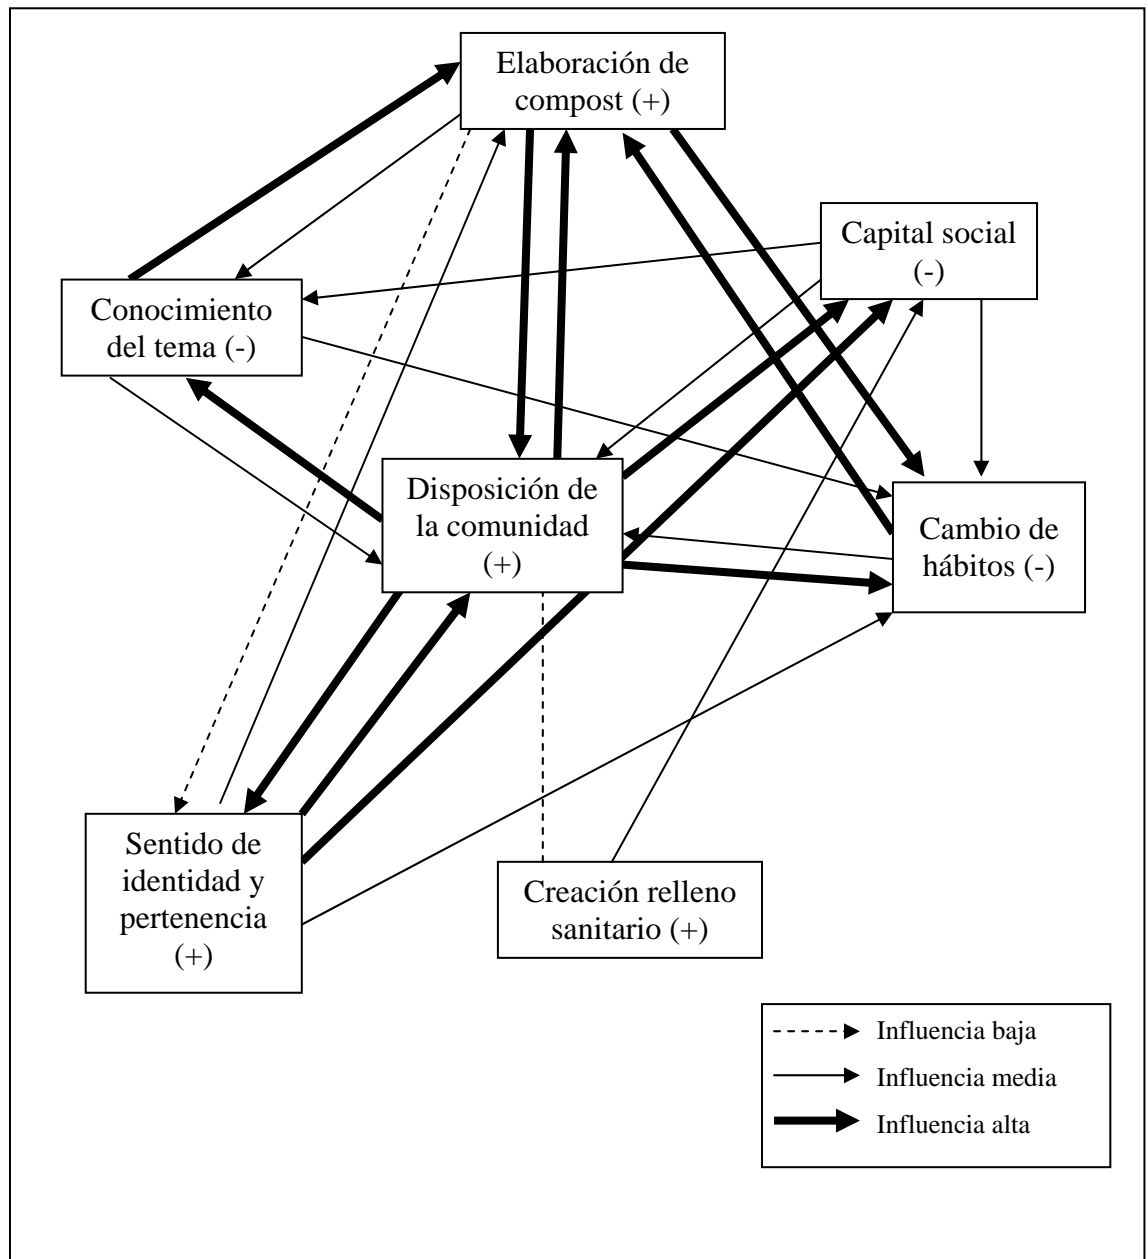 Elaboración de
compost (+)
Capital social
(-)
Conocimiento
del tema (-)
Disposición de
la comunidad
(+)
Cambio de
hábitos (-)
Sentido de
identidad y
pertenencia
(+)
Creación relleno
sanitario (+)
Influencia baja
Influencia media
Influencia alta